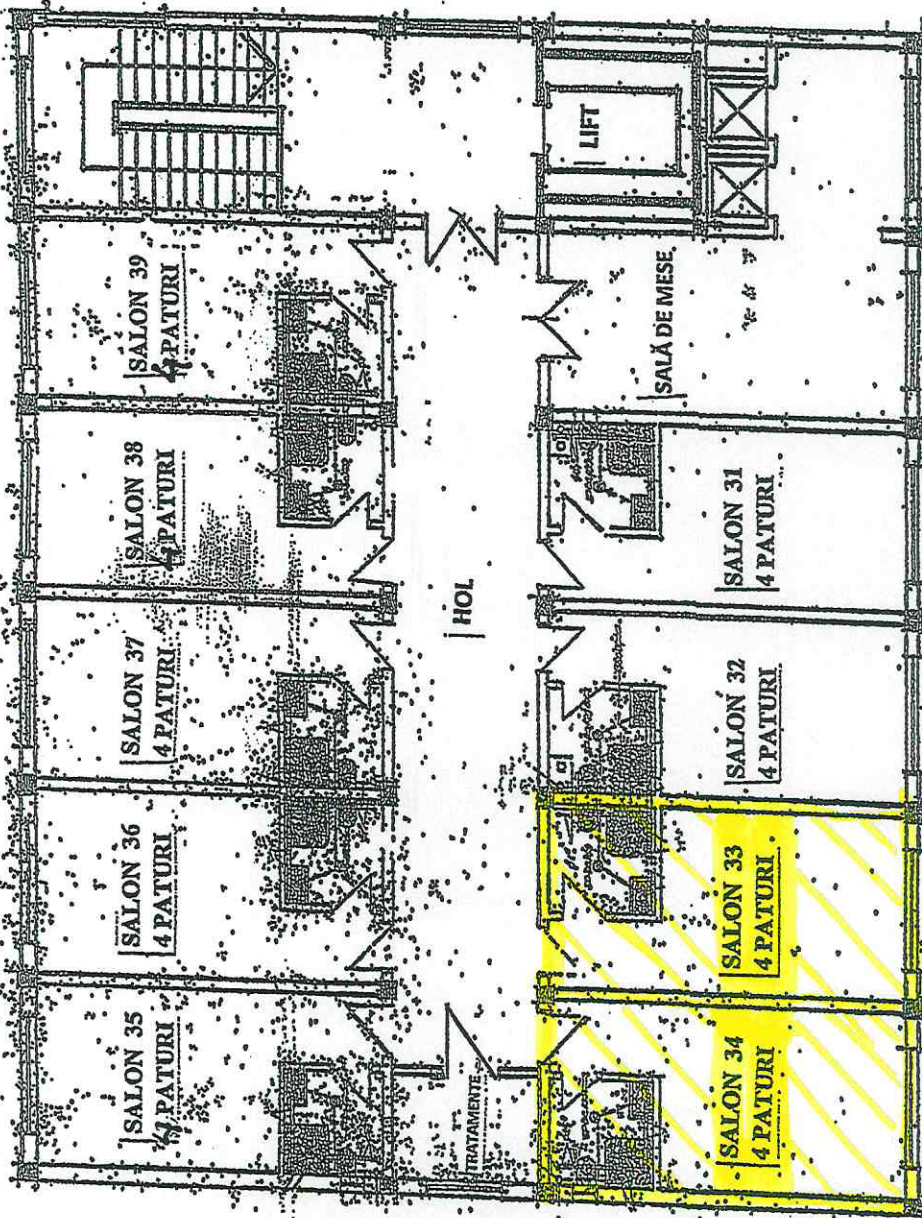 SALON 35
4 PATURI
SALON 36
4 PATURI
SALON 37
4 PATURI
SALON 38
4 PATURI
SALON 39
4 PATURI
TRATAMENTE
HOL
LIFT
SALĂ DE MESE
SALON 34
4 PATURI
SALON 33
4 PATURI
SALON 32
4 PATURI
SALON 31
4 PATURI
a
a